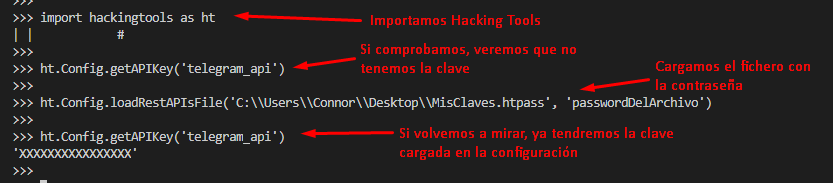 >>>
>>> import hackingtools as ht
Importamos Hacking Tools
| |          #
>>>
Si comprobamos, veremos que no
tenemos la clave
>>> ht.Config.getAPIKey('telegram_api')
>>>
Cargamos el fichero con
la contraseña
>>> ht.Config.loadRestAPIsFile('C:\\Users\\Connor\\Desktop\\MisClaves.htpass', 'passwordDelArchivo')
>>>
>>> ht.Config.getAPIKey('telegram_api')
Si volvemos a mirar, ya tendremos la clave
cargada en la configuración
'XXXXXXXXXXXXXXXX'
>>>